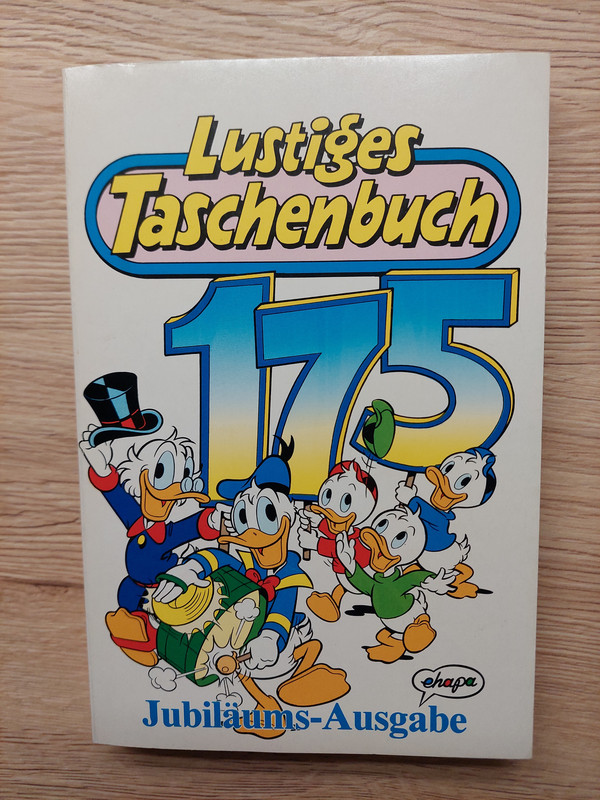 Lustiges
Taschenbuch
175
ehapa
Jubiläums-Ausgabe